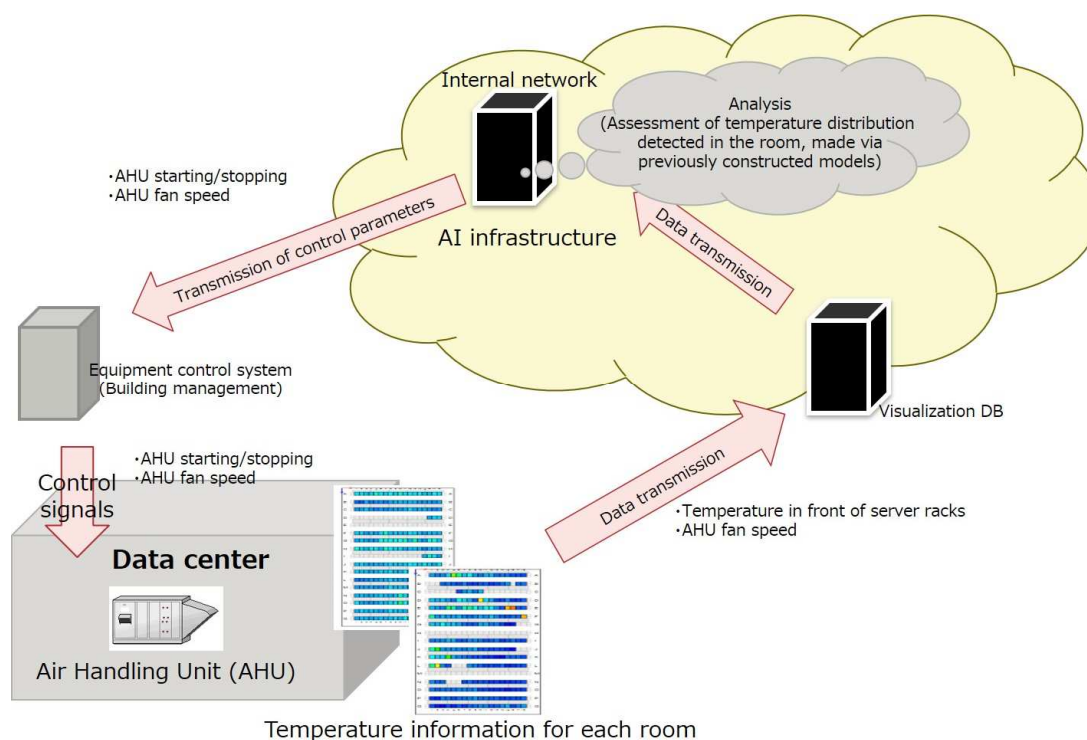 Internal network
Analysis
(Assessment of temperature distribution
detected in the room, made via
previously constructed models)
・AHU starting/stopping
・AHU fan speed
Transmission of control parameters
AI infrastructure
Data transmission
Equipment control system
(Building management)
Visualization DB
・AHU starting/stopping
・AHU fan speed
Control
signals
Data transmission
・Temperature in front of server racks
・AHU fan speed
Data center
Air Handling Unit (AHU)
Temperature information for each room